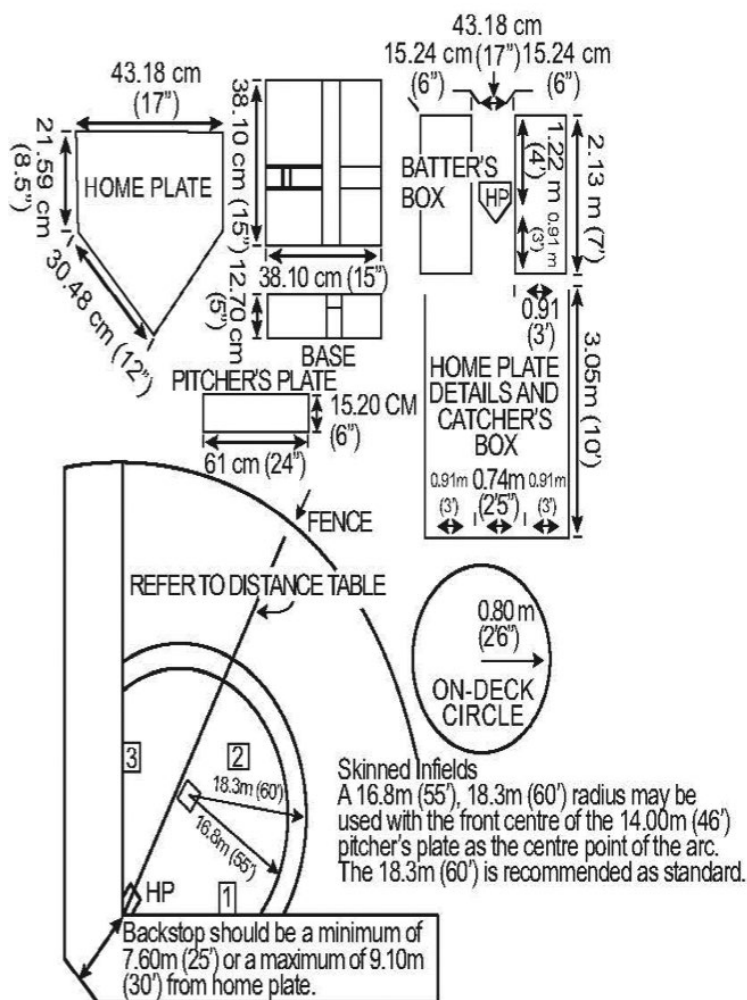 43.18 cm
(17")
21.59 cm
(8.5")
HOME PLATE
30.48 cm (12")
38.10 cm (15")
38.10 cm (15")
12.70 cm
(5")
BASE
PITCHER'S PLATE
15.20 CM
(6")
61 cm (24")
43.18 cm
15.24 cm (17") 15.24 cm
(6") (6")
BATTER'S
BOX
HP
1.22 m
(4')
0.91 m
(3')
2.13 m (7')
0.91
(3')
HOME PLATE
DETAILS AND
CATCHER'S
BOX
3.05m (10')
0.91m 0.74m 0.91m
(3') (2'5") (3')
FENCE
REFER TO DISTANCE TABLE
0.80 m
(2'6")
ON-DECK
CIRCLE
3
2
18.3m (60')
16.8m (55')
HP
1
Skinned Infields
A 16.8m (55'), 18.3m (60') radius may be
used with the front centre of the 14.00m (46')
pitcher's plate as the centre point of the arc.
The 18.3m (60') is recommended as standard.
Backstop should be a minimum of
7.60m (25') or a maximum of 9.10m
(30') from home plate.